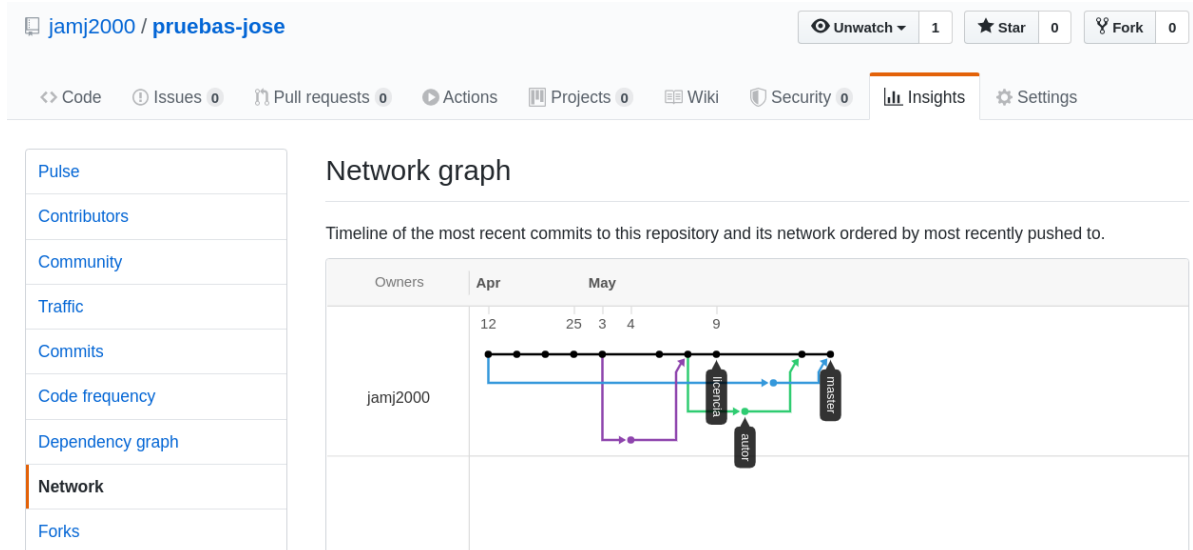 jamj2000 / pruebas-jose
Unwatch 1 Star 0 Fork 0
Code Issues 0 Pull requests 0 Actions Projects 0 Wiki Security 0 Insights Settings
Pulse
Contributors
Community
Traffic
Commits
Code frequency
Dependency graph
Network
Forks
Network graph
Timeline of the most recent commits to this repository and its network ordered by most recently pushed to.
Owners Apr May
12 25 3 4 9
jamj2000
licencia
master
autor